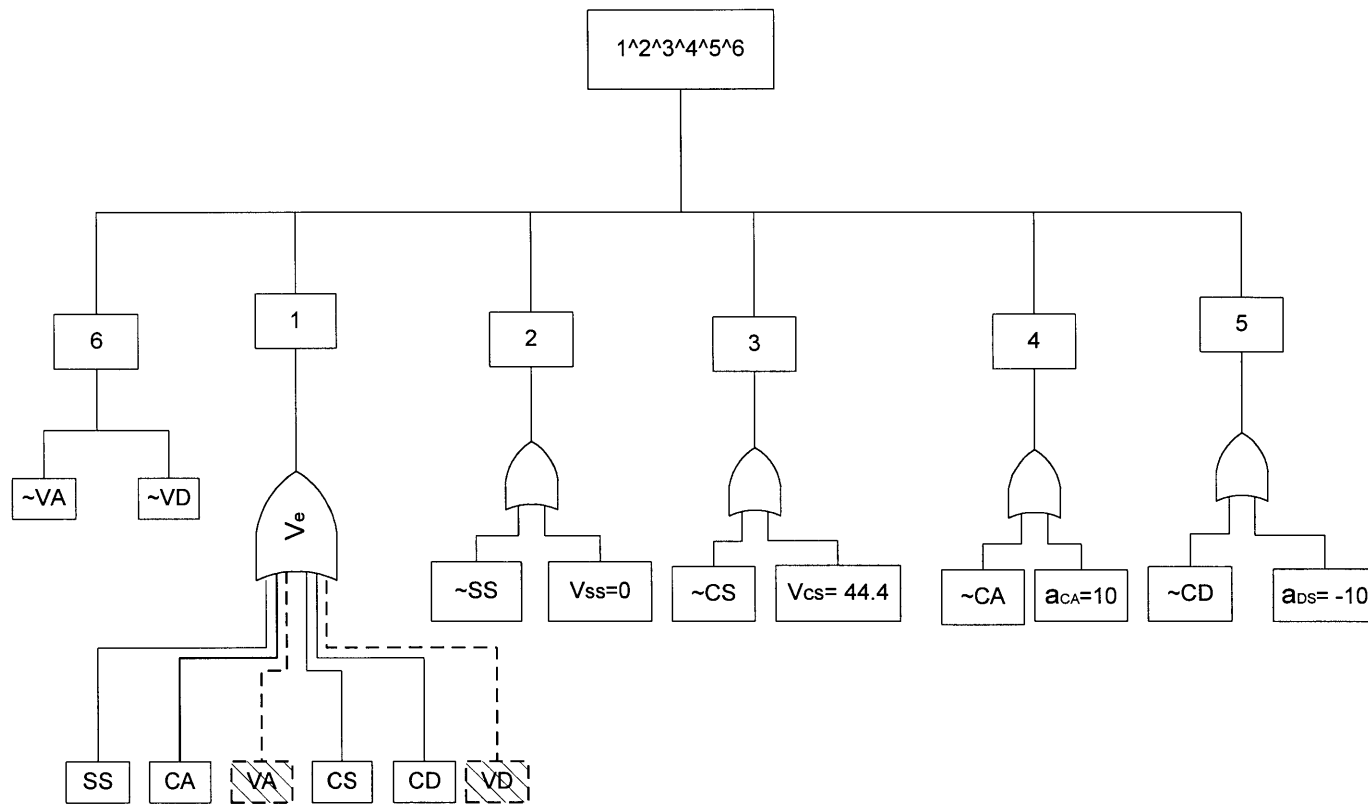 1^2^3^4^5^6
6
1
2
3
4
5
~VA
~VD
Ve
~SS
VSS=0
~CS
VCS= 44.4
~CA
aCA=10
~CD
aDS= -10
SS
CA
VA
CS
CD
VD